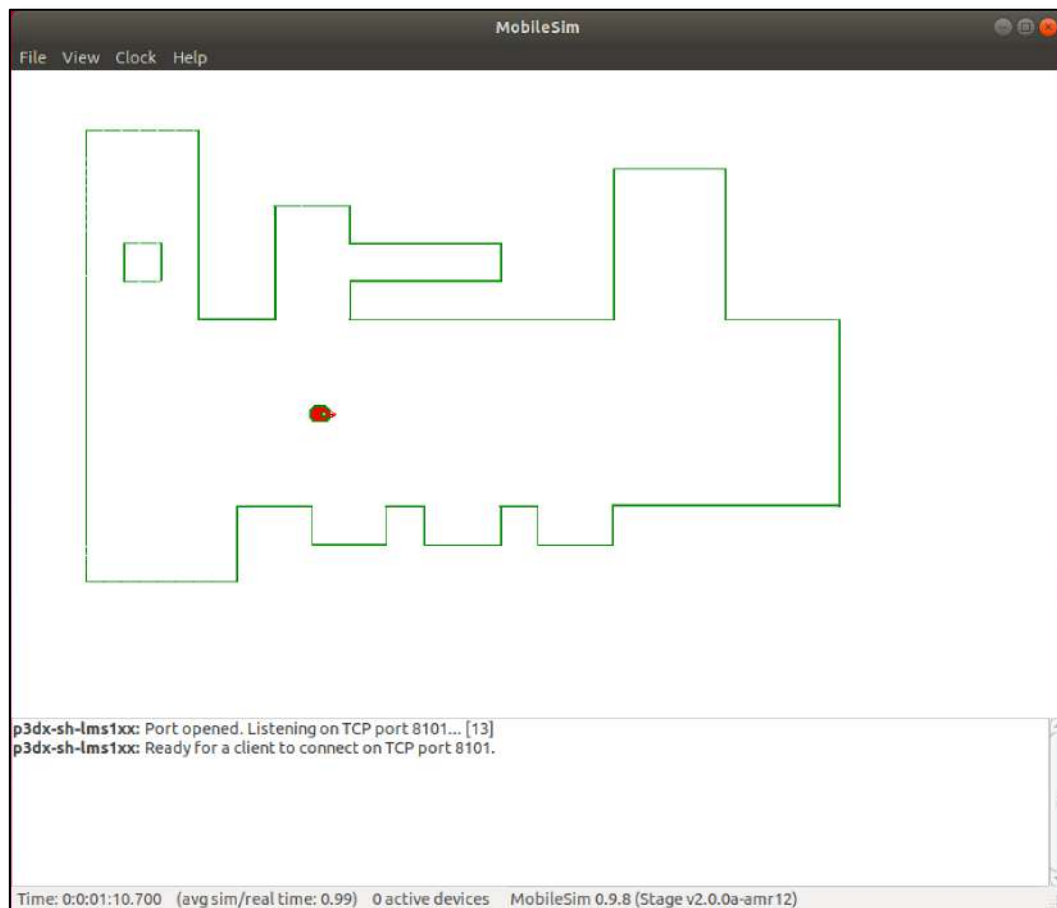 MobileSim
File View Clock Help
p3dx-sh-lms1xx: Port opened. Listening on TCP port 8101... [13]
p3dx-sh-lms1xx: Ready for a client to connect on TCP port 8101.
Time: 0:0:01:10.700 (avg sim/real time: 0.99) 0 active devices MobileSim 0.9.8 (Stage v2.0.0a-amr12)